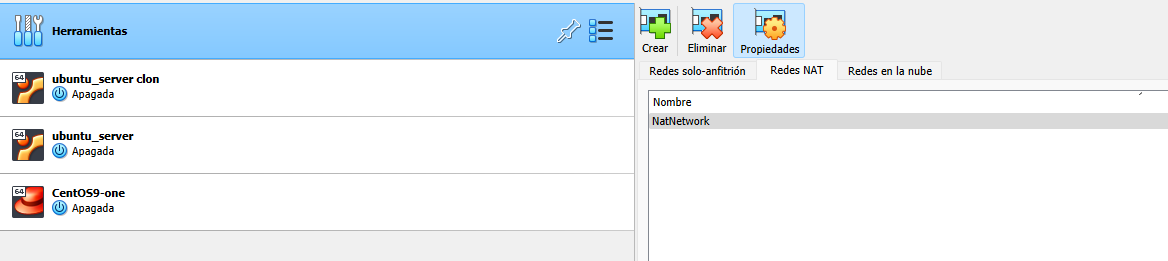 Herramientas
64
ubuntu_server clon
Apagada
64
ubuntu_server
Apagada
64
CentOS9-one
Apagada
Crear
Eliminar
Propiedades
Redes solo-anfitrión
Redes NAT
Redes en la nube
Nombre
NatNetwork